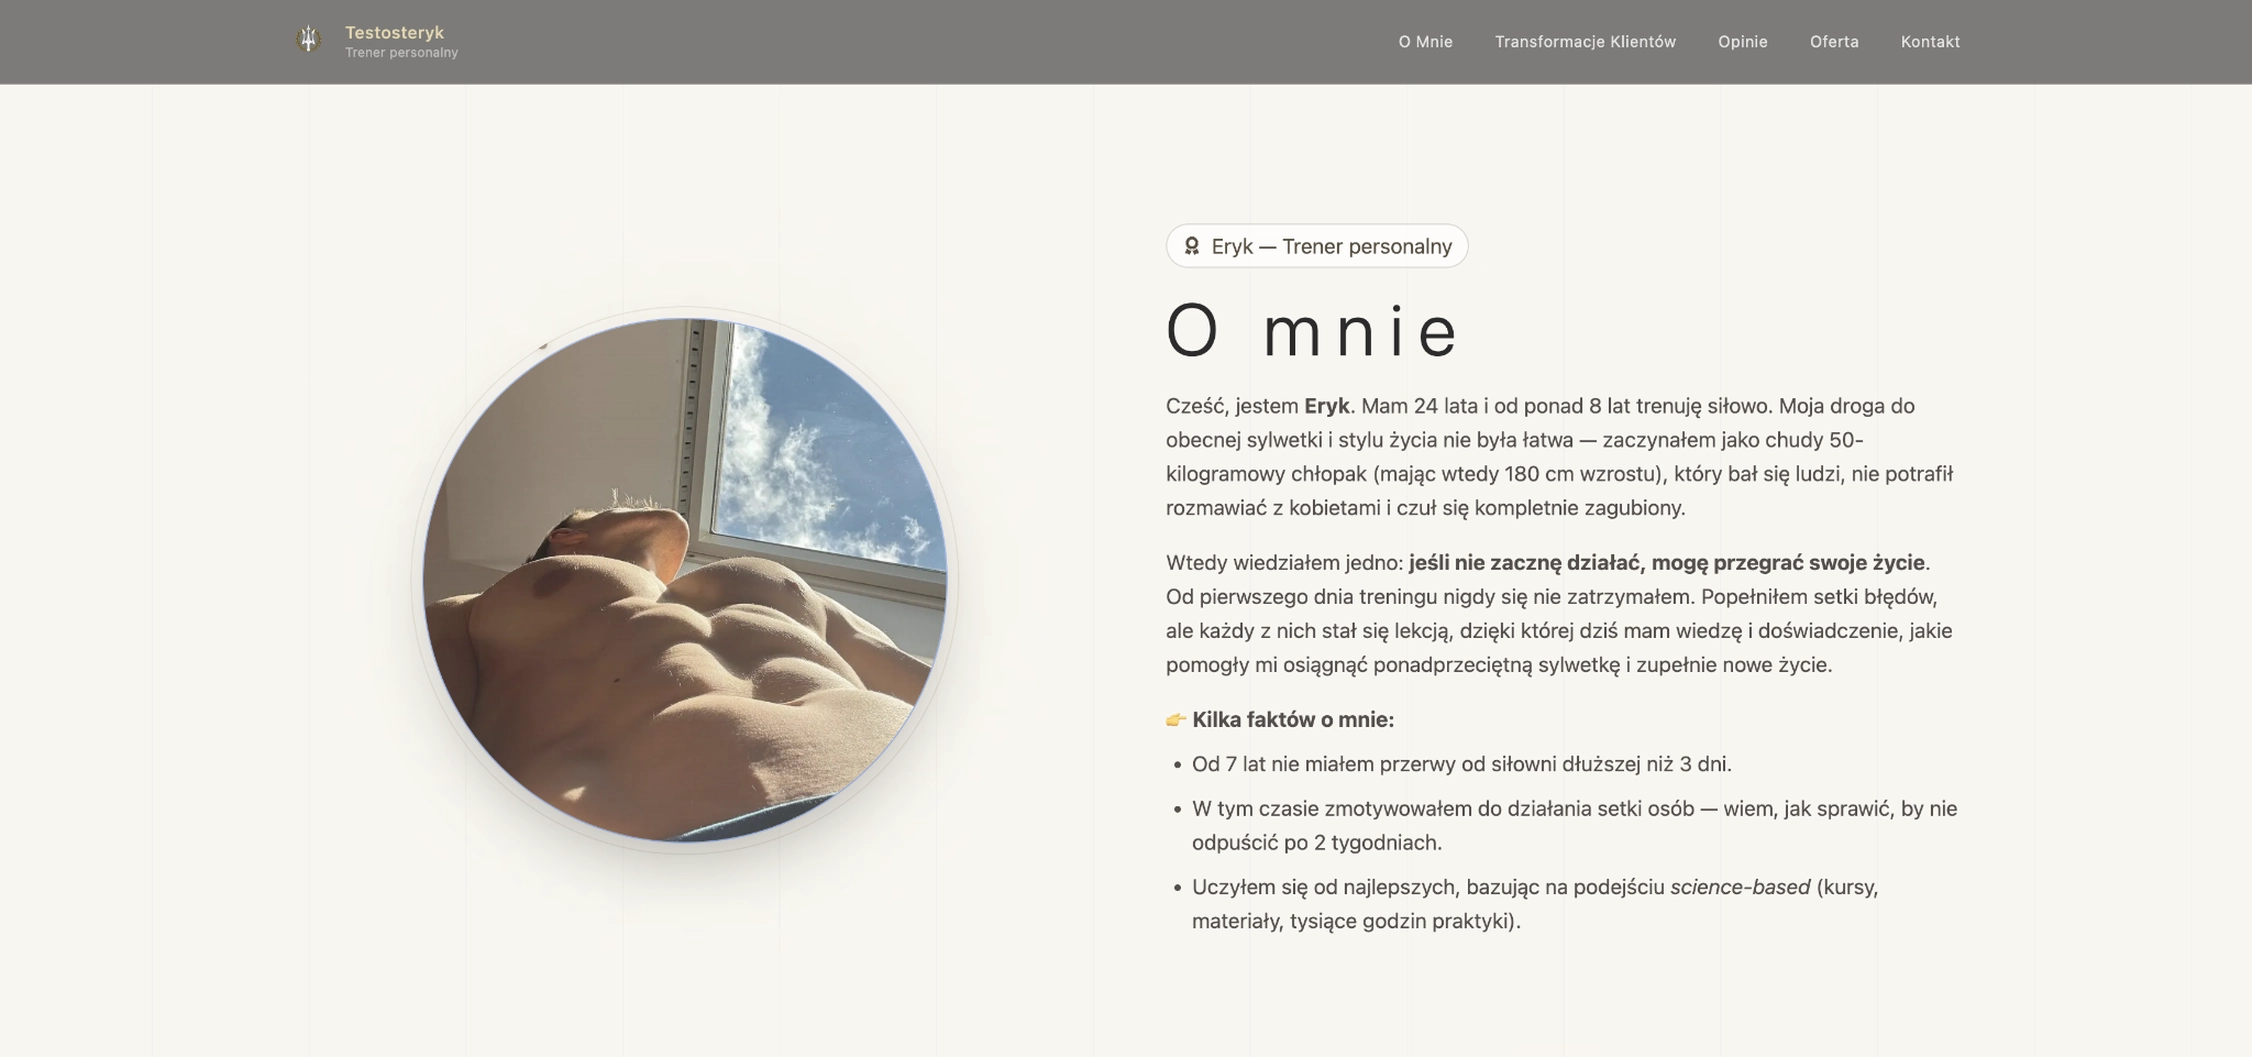 Testosteryk
Trener personalny
O Mnie
Transformacje Klientów
Opinie
Oferta
Kontakt
Eryk — Trener personalny
O mnie
Cześć, jestem Eryk. Mam 24 lata i od ponad 8 lat trenuję siłowo. Moja droga do
obecnej sylwetki i stylu życia nie była łatwa — zaczynałem jako chudy 50-
kilogramowy chłopak (mając wtedy 180 cm wzrostu), który bał się ludzi, nie potrafił
rozmawiać z kobietami i czuł się kompletnie zagubiony.
Wtedy wiedziałem jedno: jeśli nie zacznę działać, mogę przegrać swoje życie.
Od pierwszego dnia treningu nigdy się nie zatrzymałem. Popełniłem setki błędów,
ale każdy z nich stał się lekcją, dzięki której dziś mam wiedzę i doświadczenie, jakie
pomogły mi osiągnąć ponadprzeciętną sylwetkę i zupełnie nowe życie.
👉 Kilka faktów o mnie:
• Od 7 lat nie miałem przerwy od siłowni dłuższej niż 3 dni.
• W tym czasie zmotywowałem do działania setki osób — wiem, jak sprawić, by nie
odpuścić po 2 tygodniach.
• Uczyłem się od najlepszych, bazując na podejściu science-based (kursy,
materiały, tysiące godzin praktyki).